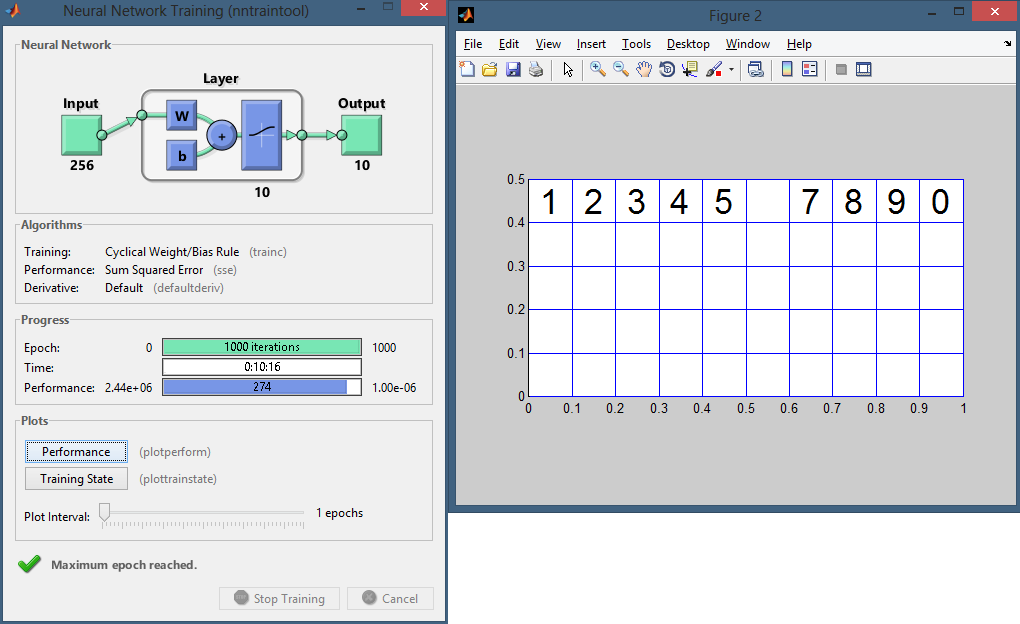 Neural Network Training (nntraintool)
Neural Network
Layer
Input
Output
W
+
b
256
10
10
Algorithms
Training: Cyclical Weight/Bias Rule (trainc)
Performance: Sum Squared Error (sse)
Derivative: Default (defaultderiv)
Progress
Epoch: 0 1000 iterations 1000
Time: 0:10:16
Performance: 2.44e+06 274 1.00e-06
Plots
Performance (plotperform)
Training State (plottrainstate)
Plot Interval: 1 epochs
Maximum epoch reached.
Stop Training Cancel
Figure 2
File Edit View Insert Tools Desktop Window Help
1 2 3 4 5 7 8 9 0
0.5
0.4
0.3
0.2
0.1
0
0 0.1 0.2 0.3 0.4 0.5 0.6 0.7 0.8 0.9 1